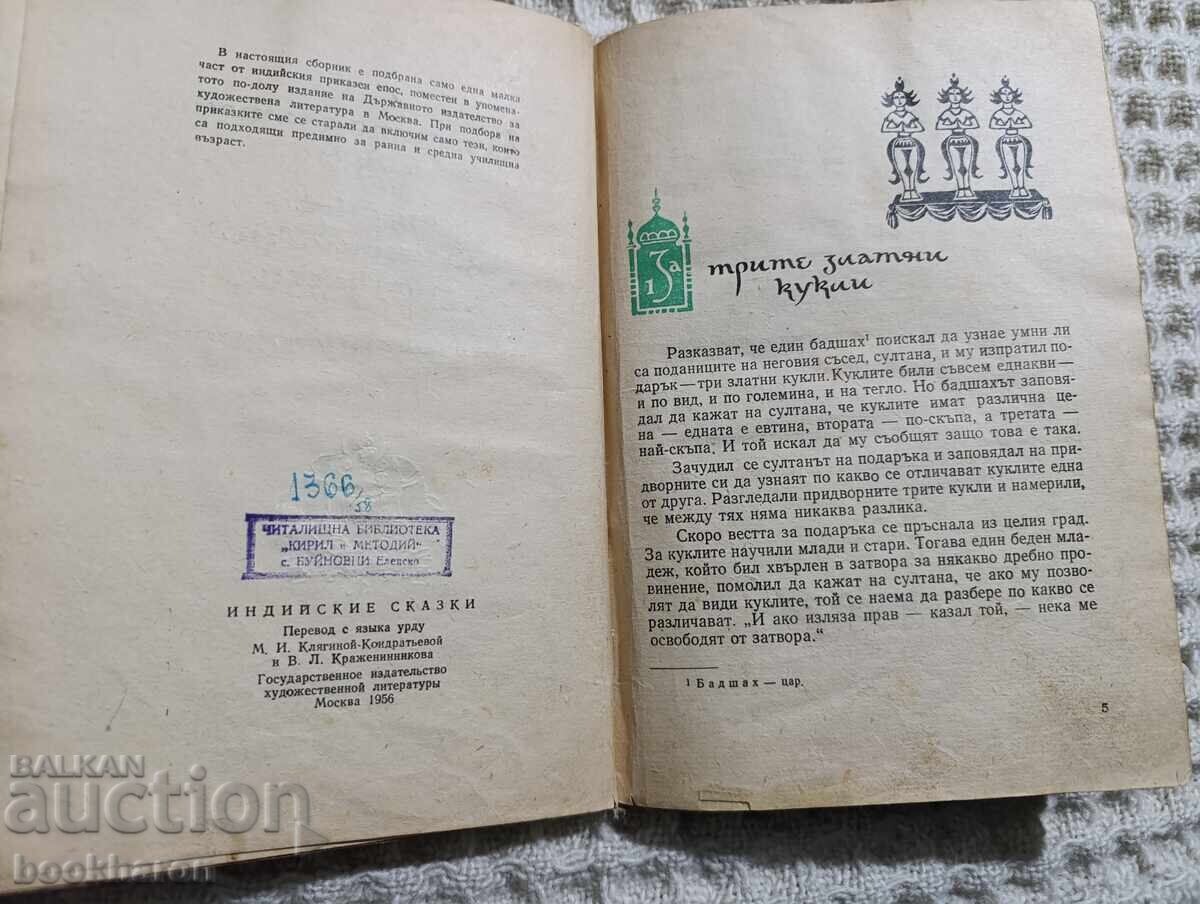 В настоящия сборник е подбрана само една малка
част от индийския приказен епос, поместен в упомена-
тото по-долу издание на Държавното издателство за
художествена литература в Москва. При подбора на
приказките сме се старали да включим само тези, които
са подходящи предимно за ранна и средна училищна
възраст.
1366/58
ЧИТАЛИЩНА БИБЛИОТЕКА
„КИРИЛ и МЕТОДИЙ“
с. БУЙНОВЦИ Еленско
ИНДИЙСКИЕ СКАЗКИ
Перевод с языка урду
М. И. Клягиной-Кондратьевой
и В. Л. Краженинникова
Государственное издательство
художественной литературы
Москва 1956
1 За
трите златни
кукли
Разказват, че един бадшах¹ поискал да узнае умни ли
са поданиците на неговия съсед, султана, и му изпратил по-
дарък—три златни кукли. Куклите били съвсем еднакви—
и по вид, и по големина, и на тегло. Но бадшахът заповя-
дал да кажат на султана, че куклите имат различна це-
на — едната е евтина, втората — по-скъпа, а третата —
най-скъпа. И той искал да му съобщят защо това е така.
Зачудил се султанът на подаръка и заповядал на при-
дворните си да узнаят по какво се отличават куклите една
от друга. Разгледали придворните трите кукли и намерили,
че между тях няма никаква разлика.
Скоро вестта за подаръка се пръснала из целия град.
За куклите научили млади и стари. Тогава един беден мла-
деж, който бил хвърлен в затвора за някакво дребно про-
винение, помолил да кажат на султана, че ако му позво-
лят да види куклите, той се наема да разбере по какво се
различават. „И ако изляза прав — казал той, — нека ме
освободят от затвора.“
1 Бадшах — цар.
5
BALKAN
auction
bookharon